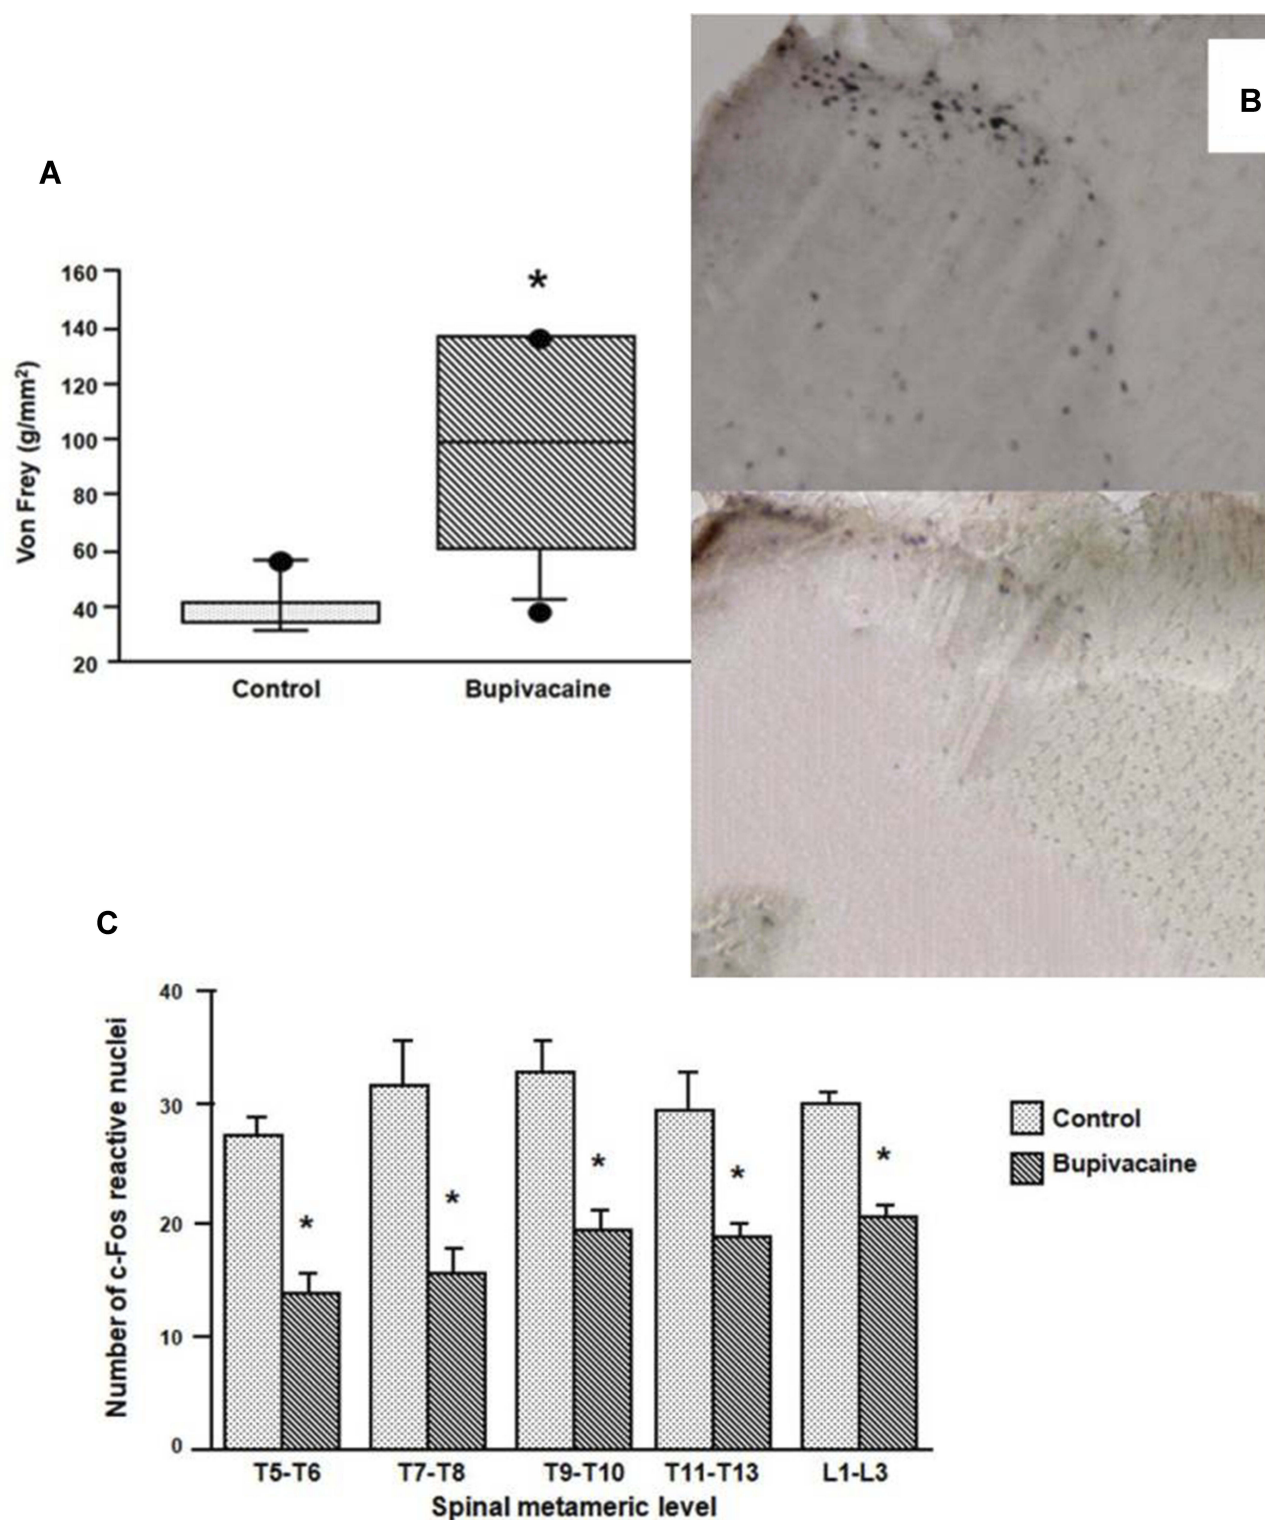 A
B
*
160
140
120
100
80
60
40
20
Von Frey (g/mm²)
Control
Bupivacaine
C
40
30
20
10
0
Number of c-Fos reactive nuclei
*
*
*
*
*
T5-T6
T7-T8
T9-T10
T11-T13
L1-L3
Spinal metameric level
Control
Bupivacaine